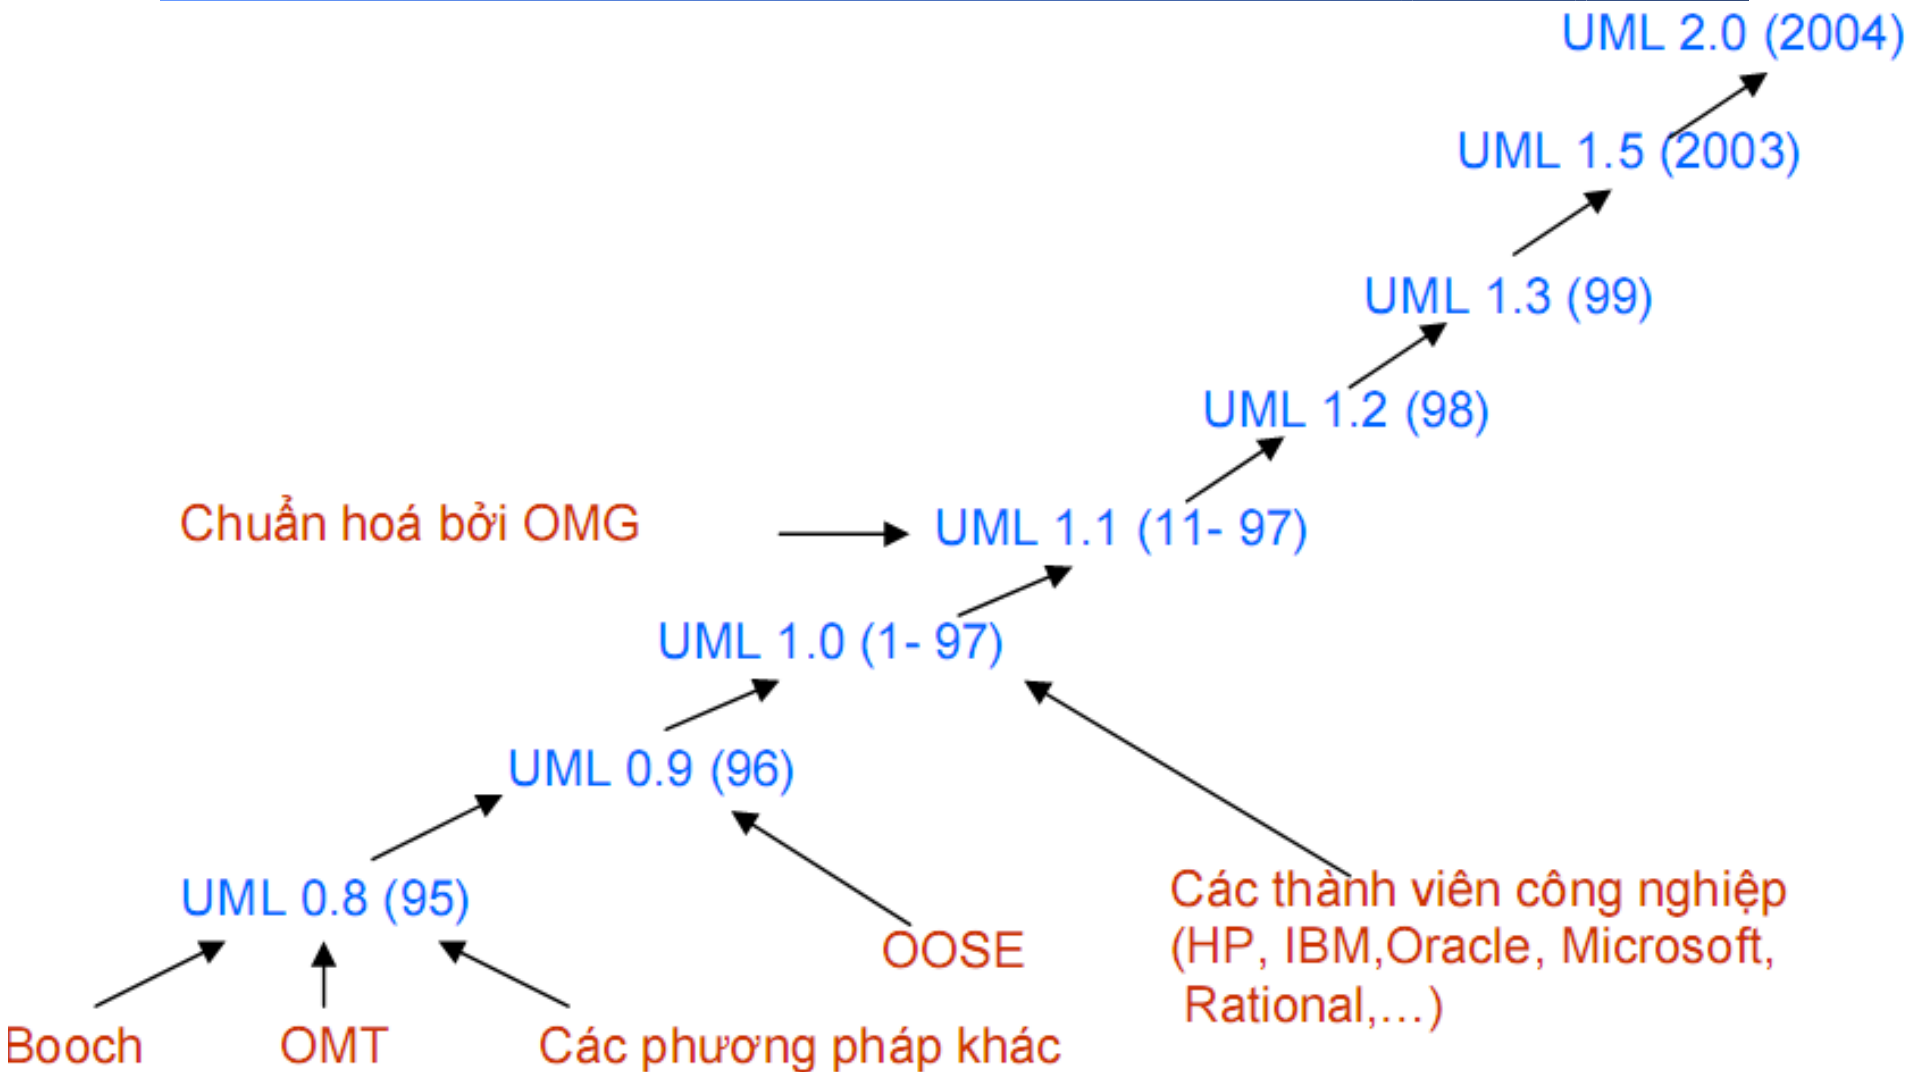 UML 2.0 (2004)
UML 1.5 (2003)
UML 1.3 (99)
UML 1.2 (98)
Chuẩn hoá bởi OMG
UML 1.1 (11- 97)
UML 1.0 (1- 97)
UML 0.9 (96)
UML 0.8 (95)
OOSE
Các thành viên công nghiệp
(HP, IBM,Oracle, Microsoft,
Rational,...)
Booch
OMT
Các phương pháp khác